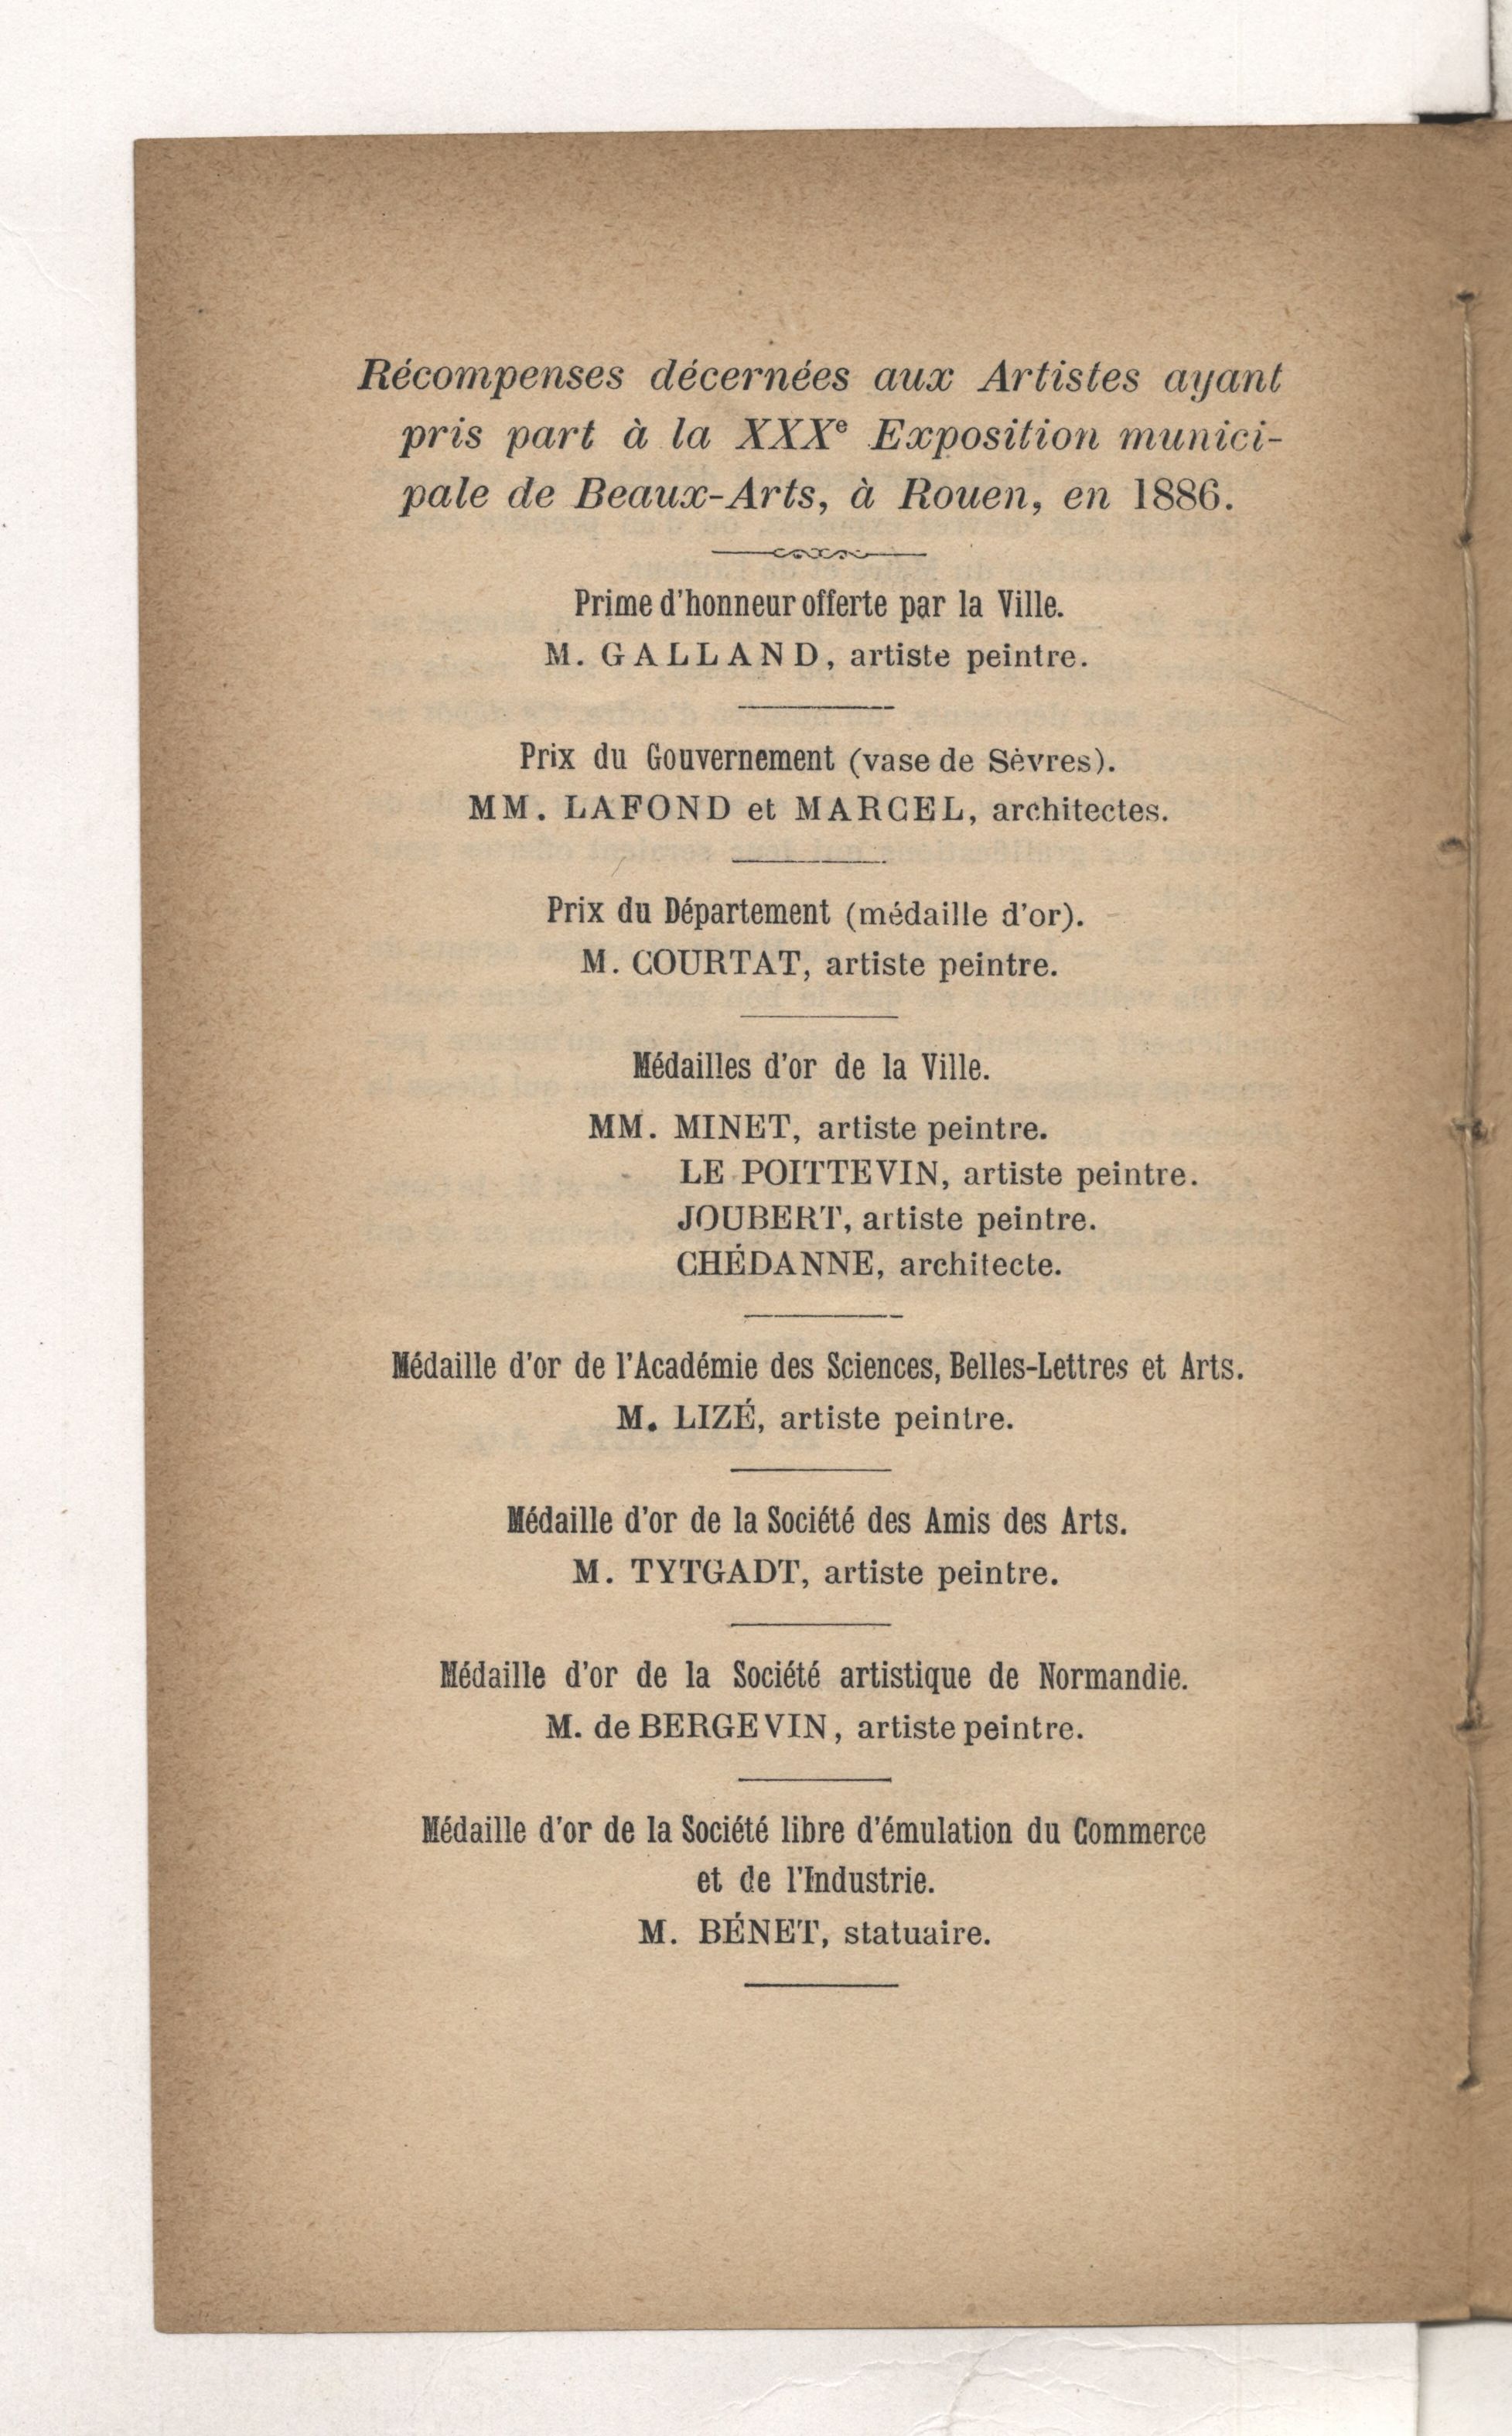 Récompenses décernées aux Artistes ayant
pris part à la XXXe Exposition munici-
pale de Beaux-Arts, à Rouen, en 1886.
Prime d'honneur offerte par la Ville.
M. GALLAND, artiste peintre.
Prix du Gouvernement (vase de Sèvres).
MM. LAFOND et MARCEL, architectes.
Prix du Département (médaille d'or).
M. COURTAT, artiste peintre.
Médailles d'or de la Ville.
MM. MINET, artiste peintre.
LE POITTEVIN, artiste peintre.
JOUBERT, artiste peintre.
CHÉDANNE, architecte.
Médaille d'or de l'Académie des Sciences, Belles-Lettres et Arts.
M. LIZÉ, artiste peintre.
Médaille d'or de la Société des Amis des Arts.
M. TYTGADT, artiste peintre.
Médaille d'or de la Société artistique de Normandie.
M. de BERGEVIN, artiste peintre.
Médaille d'or de la Société libre d'émulation du Commerce
et de l'Industrie.
M. BÉNET, statuaire.